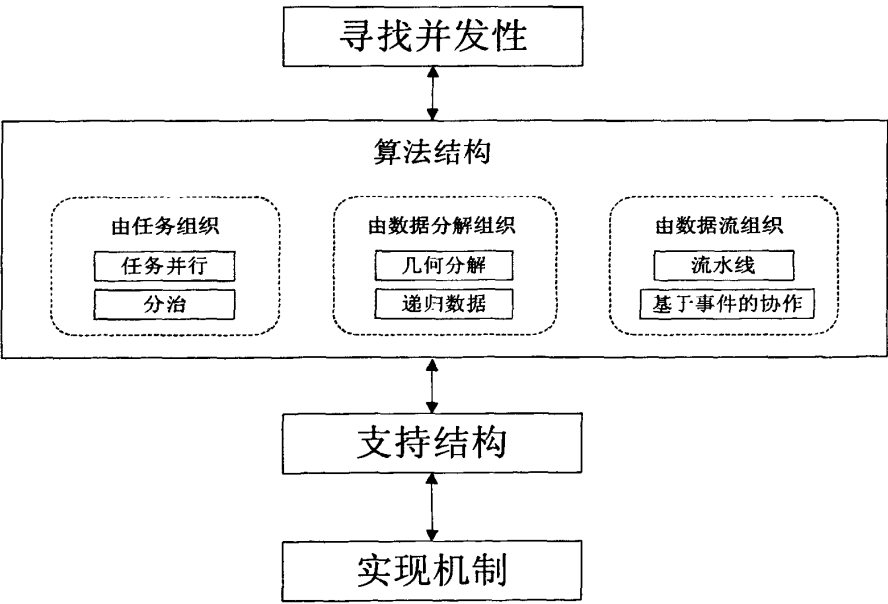 寻找并发性
算法结构
由任务组织
任务并行
分治
由数据分解组织
几何分解
递归数据
由数据流组织
流水线
基于事件的协作
支持结构
实现机制